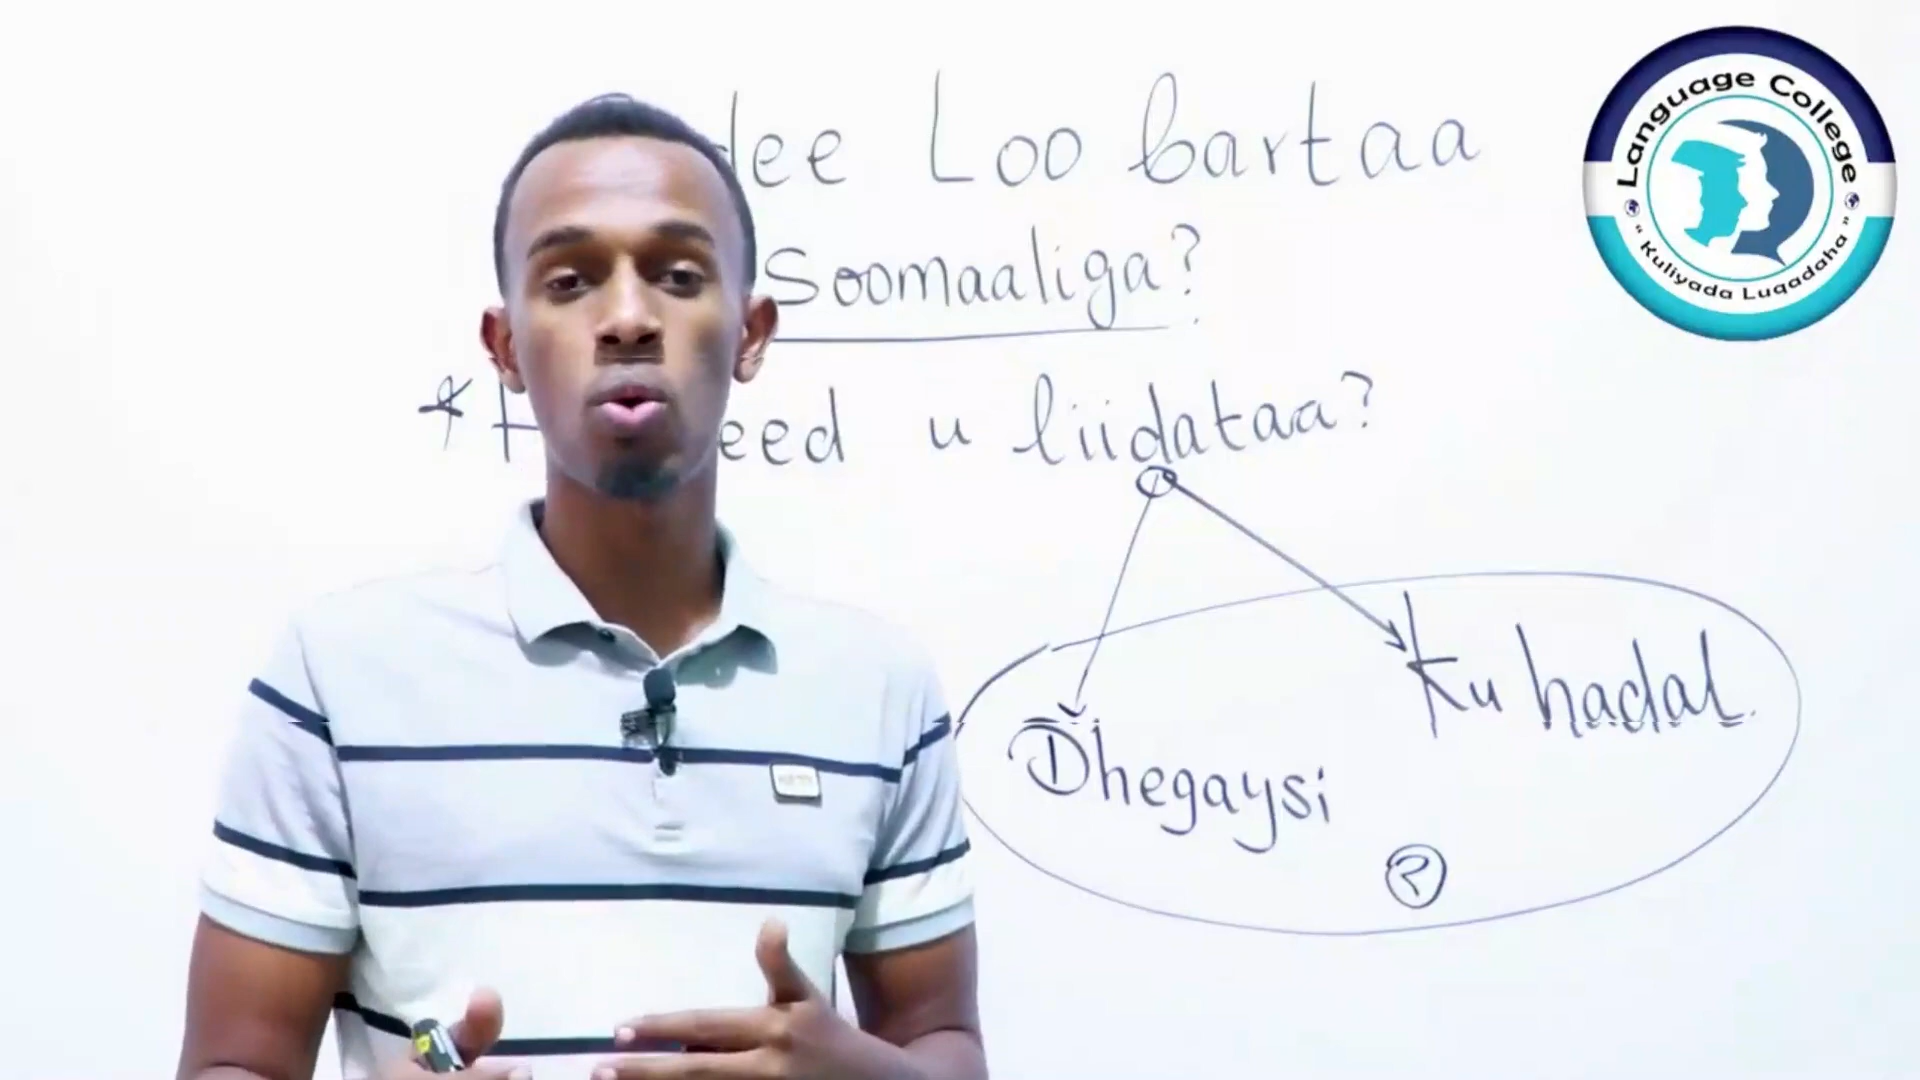 dee Loo bartaa
Soomaaliga?
* H eed u liidataa?
Ku hadal.
Dhegaysi
?
Language College
"Kuliyada Luqadaha"